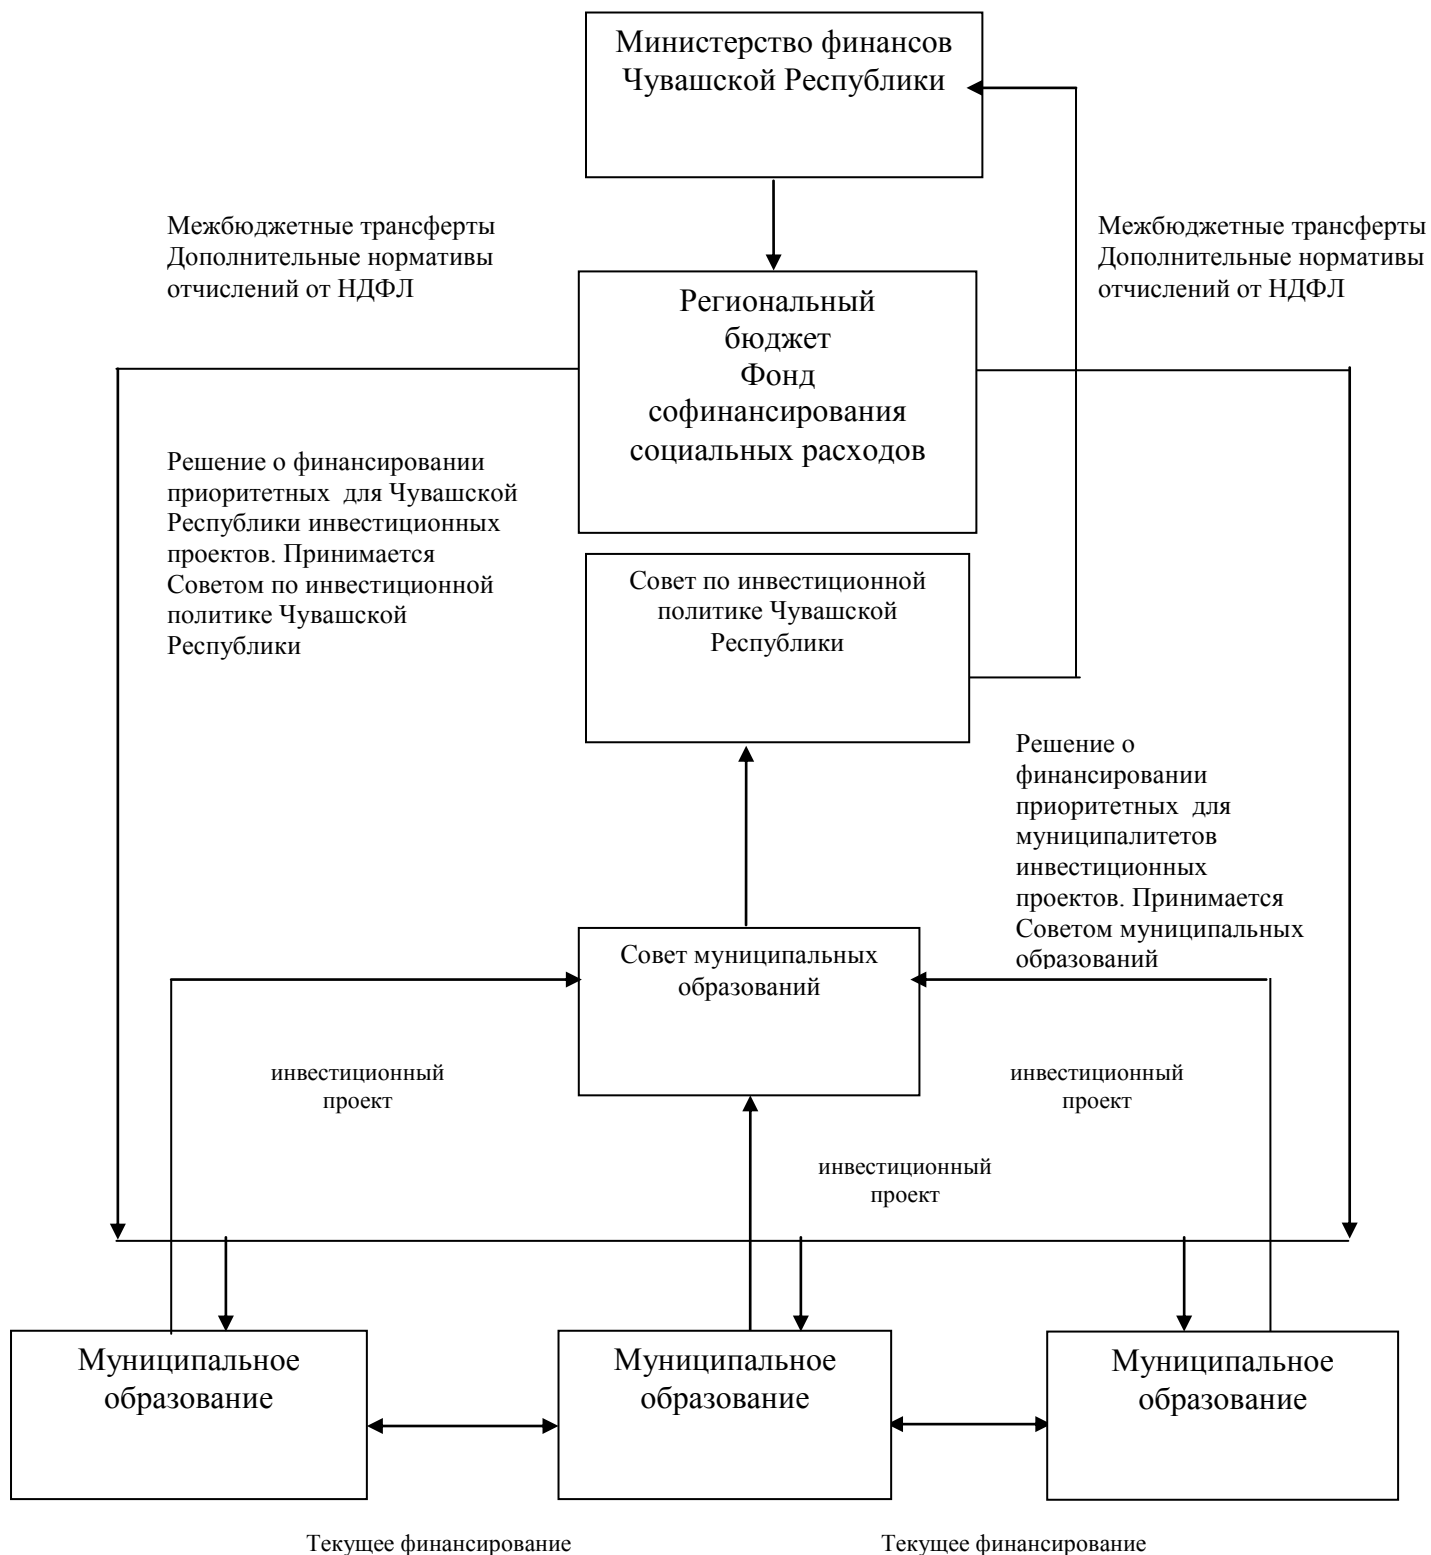 Министерство финансов
Чувашской Республики
Межбюджетные трансферты
Дополнительные нормативы
отчислений от НДФЛ
Межбюджетные трансферты
Дополнительные нормативы
отчислений от НДФЛ
Региональный
бюджет
Фонд
софинансирования
социальных расходов
Решение о финансировании
приоритетных для Чувашской
Республики инвестиционных
проектов. Принимается
Советом по инвестиционной
политике Чувашской
Республики
Совет по инвестиционной
политике Чувашской
Республики
Решение о
финансировании
приоритетных для
муниципалитетов
инвестиционных
проектов. Принимается
Советом муниципальных
образований
Совет муниципальных
образований
инвестиционный
проект
инвестиционный
проект
инвестиционный
проект
Муниципальное
образование
Муниципальное
образование
Муниципальное
образование
Текущее финансирование
Текущее финансирование